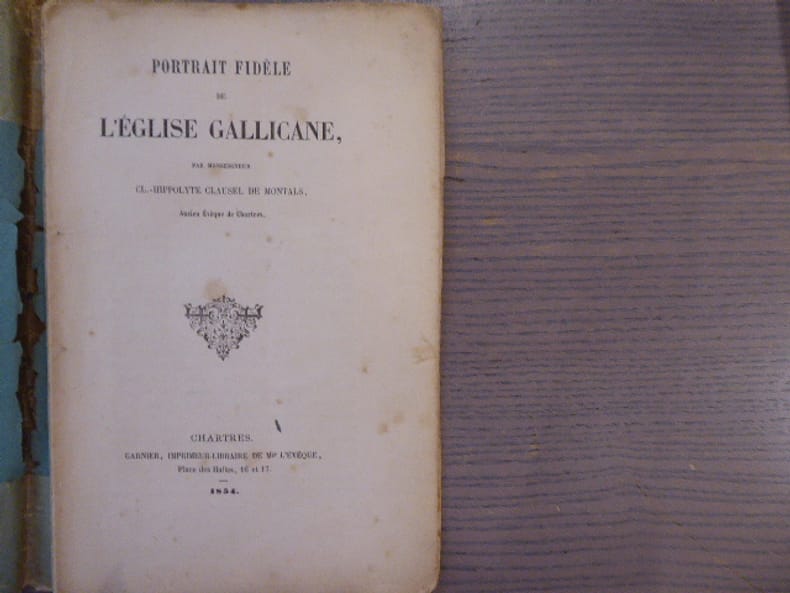 PORTRAIT FIDÈLE
DE
L'ÉGLISE GALLICANE,
PAR MONSEIGNEUR
CL.-HIPPOLYTE CLAUSEL DE MONTALS,
Ancien Évêque de Chartres.
CHARTRES.
GARNIER, IMPRIMEUR-LIBRAIRE DE Mgr L'ÉVÊQUE,
Place des Halles, 16 et 17.
1854.